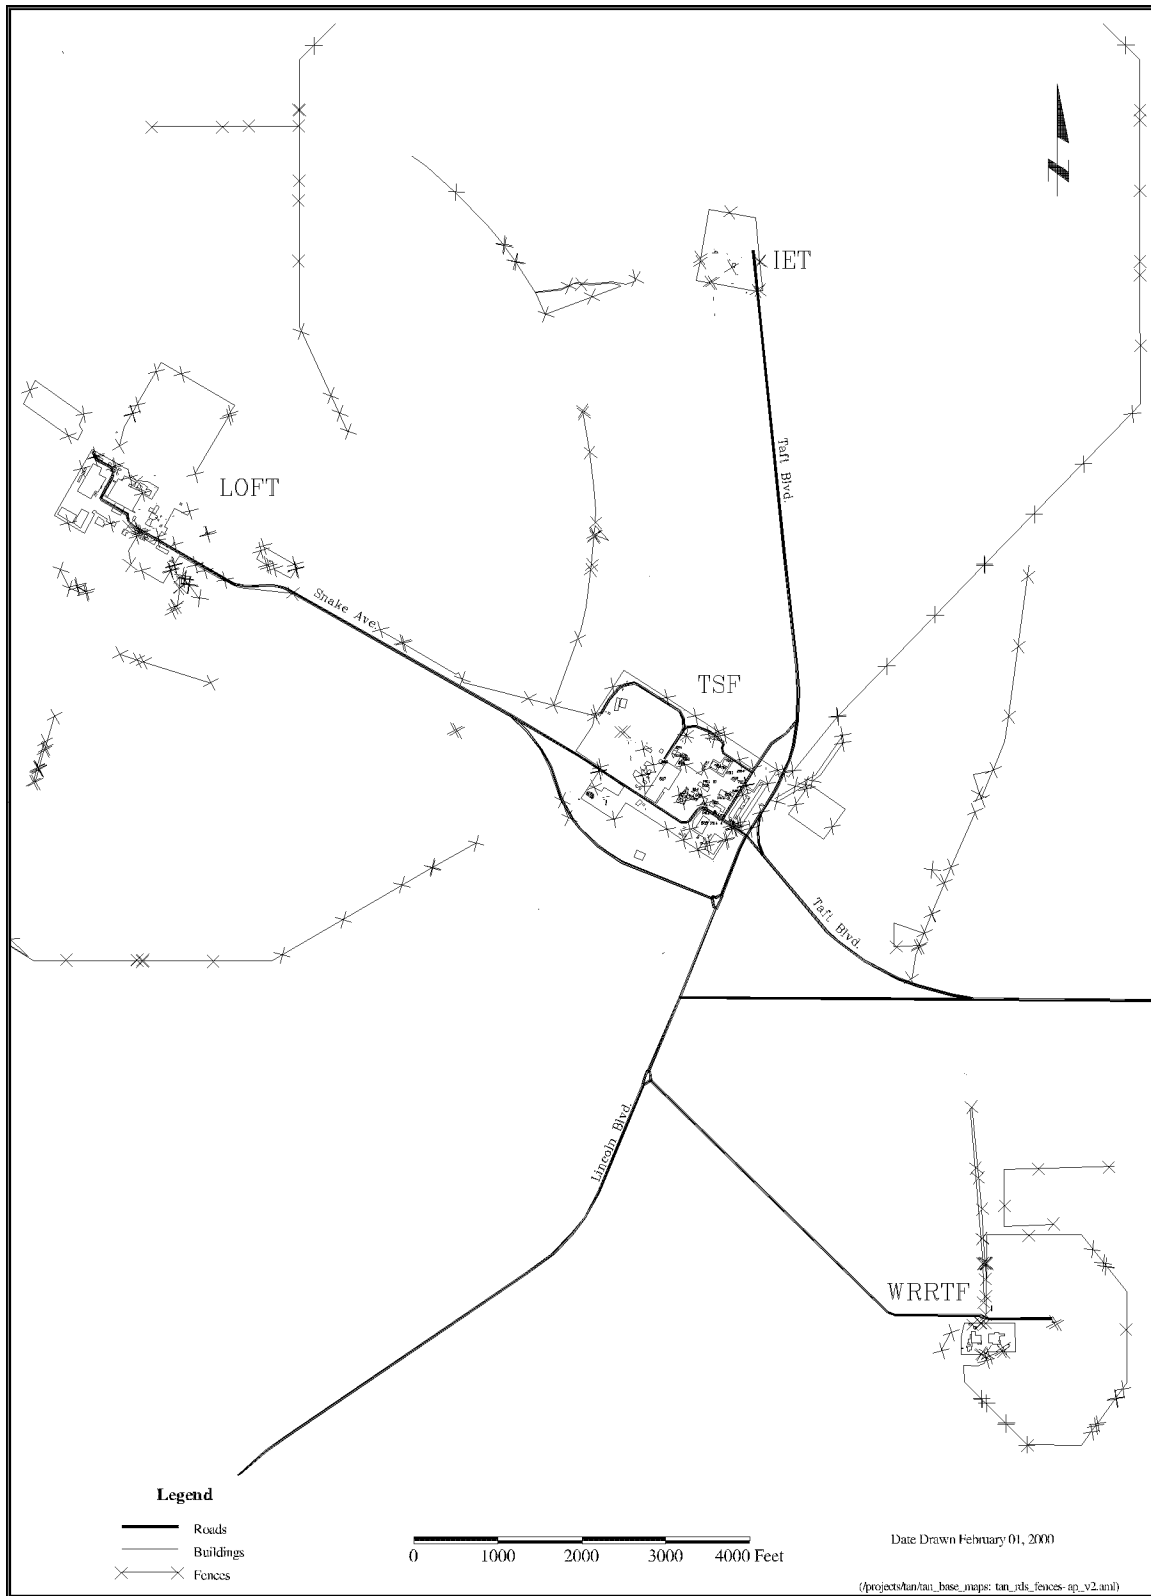 N
IET
Taft Blvd.
LOFT
Snake Ave.
TSF
Taft Blvd.
Lincoln Blvd.
WRRTF
Legend
Roads
Buildings
Fences
0 1000 2000 3000 4000 Feet
Date Drawn February 01, 2000
(/projects/tan/tan_base_maps: tan_rds_fences-ap_v2.aml)